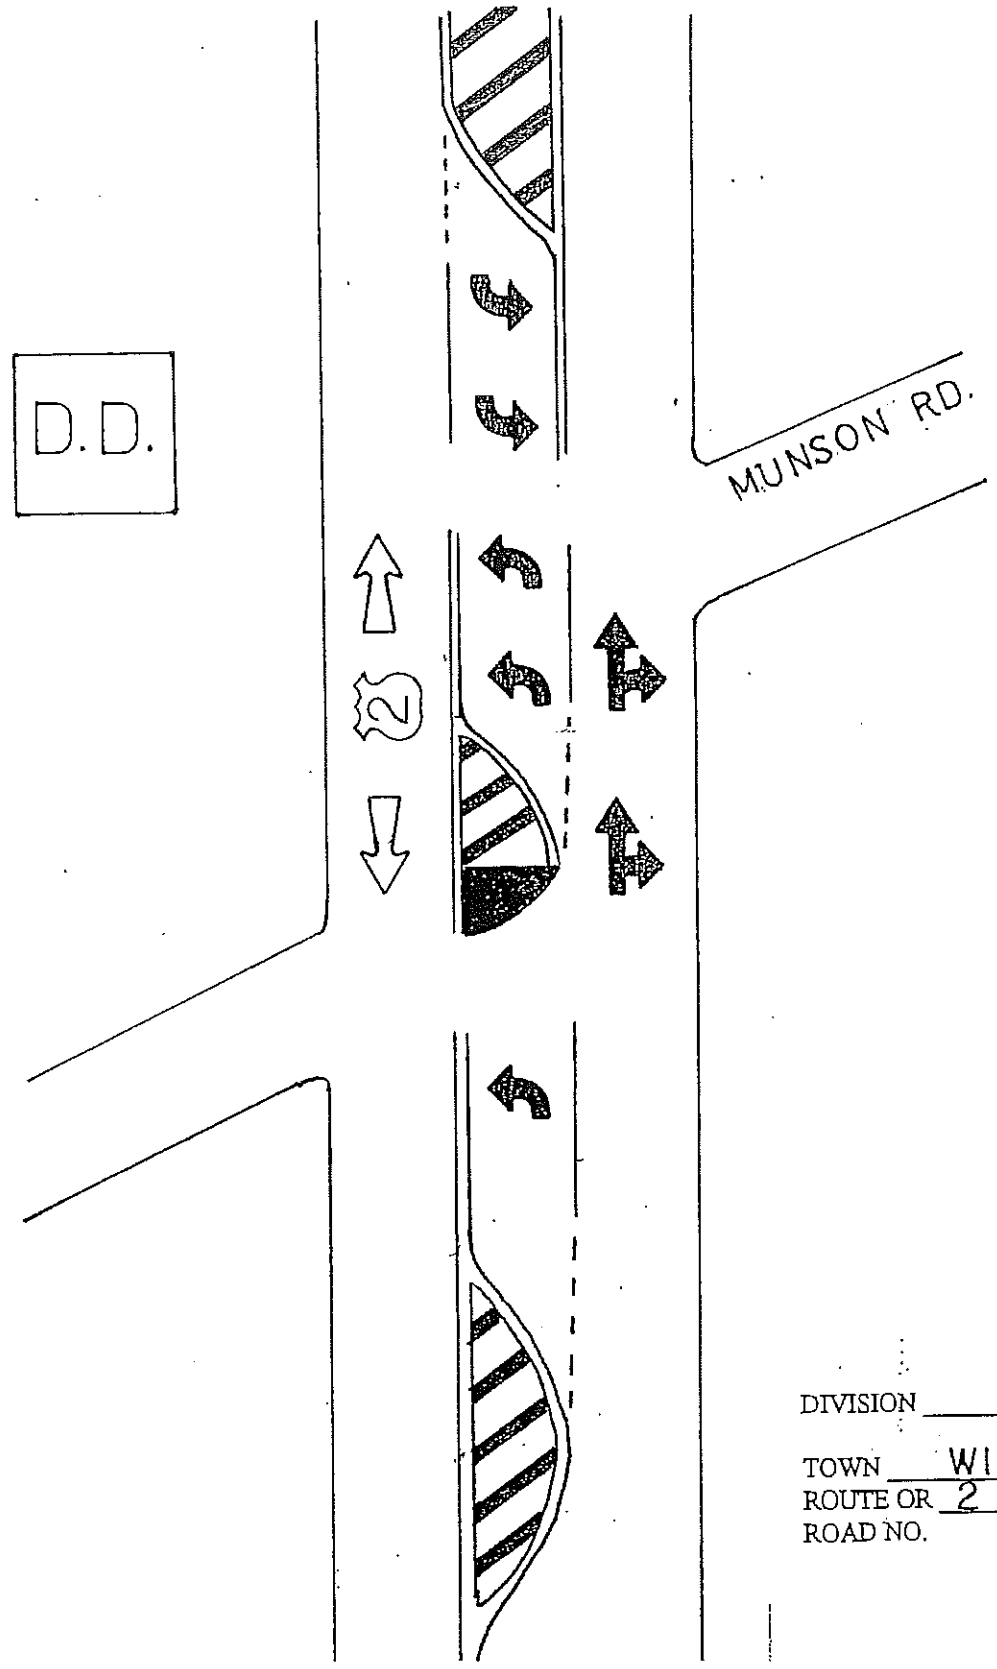 D.D.
MUNSON RD.
2
DIVISION
TOWN WI
ROUTE OR 2
ROAD NO.